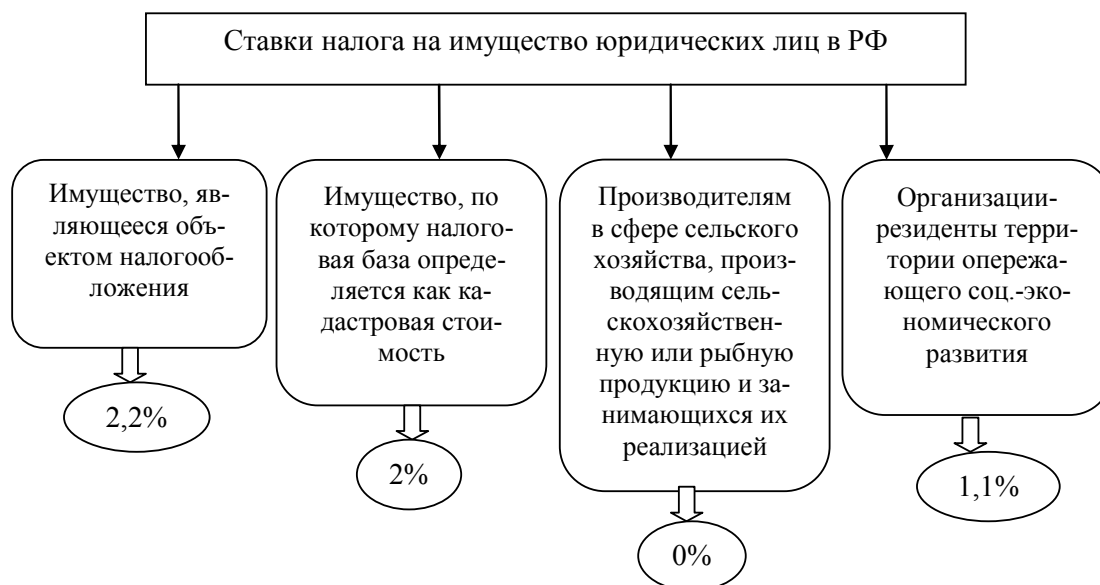 Ставки налога на имущество юридических лиц в РФ
Имущество, яв-
ляющееся объ-
ектом налогооб-
ложения
2,2%
Имущество, по
которому налого-
вая база опреде-
ляется как ка-
дастровая стои-
мость
2%
Производителям
в сфере сельского
хозяйства, произ-
водящим сель-
скохозяйствен-
ную или рыбную
продукцию и за-
нимающихся их
реализацией
0%
Организации-
резиденты терри-
тории опережа-
ющего соц.-эко-
номического
развития
1,1%